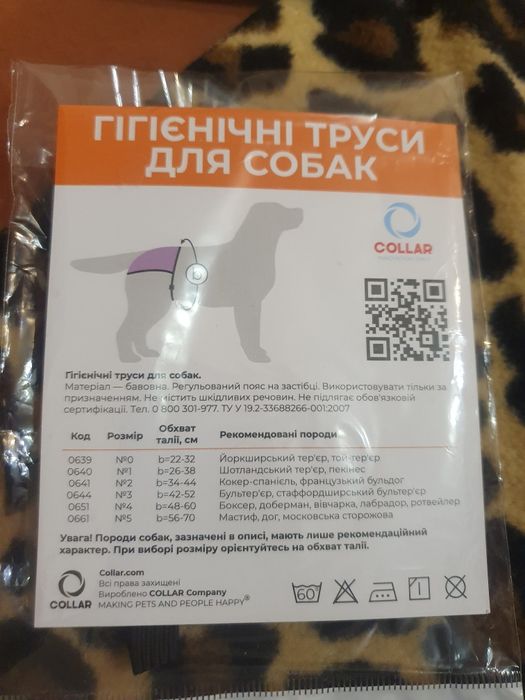 ГІГІЄНІЧНІ ТРУСИ
ДЛЯ СОБАК
COLLAR
b
Гігієнічні труси для собак.
Матеріал — бавовна. Регульований пояс на застібці. Використовувати тільки за
призначенням. Не містить шкідливих речовин. Не підлягає обов'язковій
сертифікації. Тел. 0 800 301-977. ТУ У 19.2-33688266-001:2007
Код Розмір Обхват талії, см Рекомендовані породи
0639 №0 b=22-32 Йоркширський тер'єр, той-тер'єр
0640 №1 b=26-38 Шотландський тер'єр, пекінес
0641 №2 b=34-44 Кокер-спанієль, французький бульдог
0644 №3 b=42-52 Бультер'єр, стаффордширський бультер'єр
0651 №4 b=48-60 Боксер, доберман, вівчарка, лабрадор, ротвейлер
0661 №5 b=56-70 Мастиф, дог, московська сторожова
Увага! Породи собак, зазначені в описі, мають лише рекомендаційний
характер. При виборі розміру орієнтуйтесь на обхват талії.
Collar.com
Всі права захищені
Вироблено COLLAR Company
MAKING PETS AND PEOPLE HAPPY®
COLLAR
60°